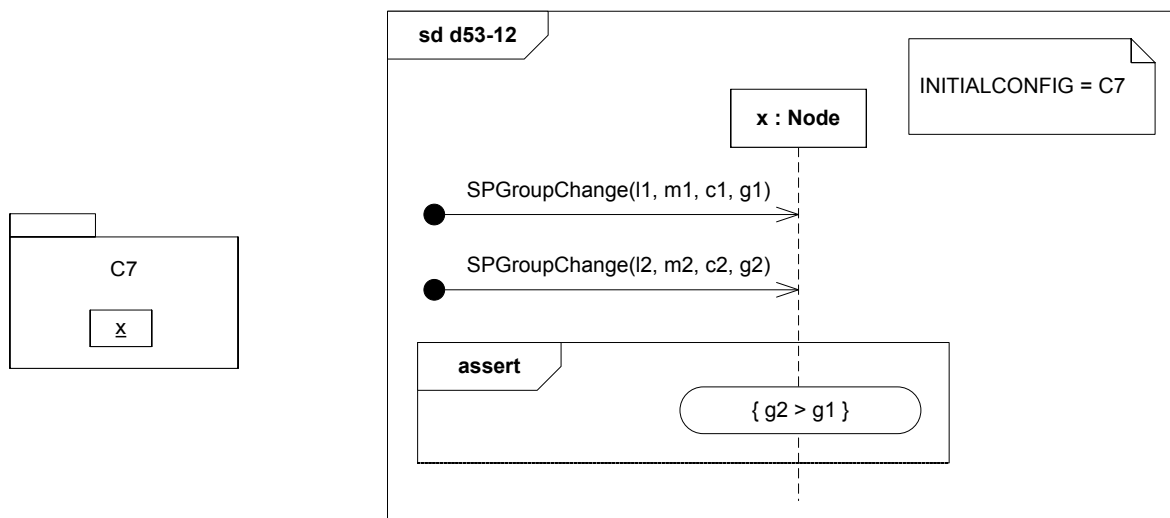 sd d53-12
INITIALCONFIG = C7
x : Node
SPGroupChange(l1, m1, c1, g1)
SPGroupChange(l2, m2, c2, g2)
C7
x
assert
{ g2 > g1 }